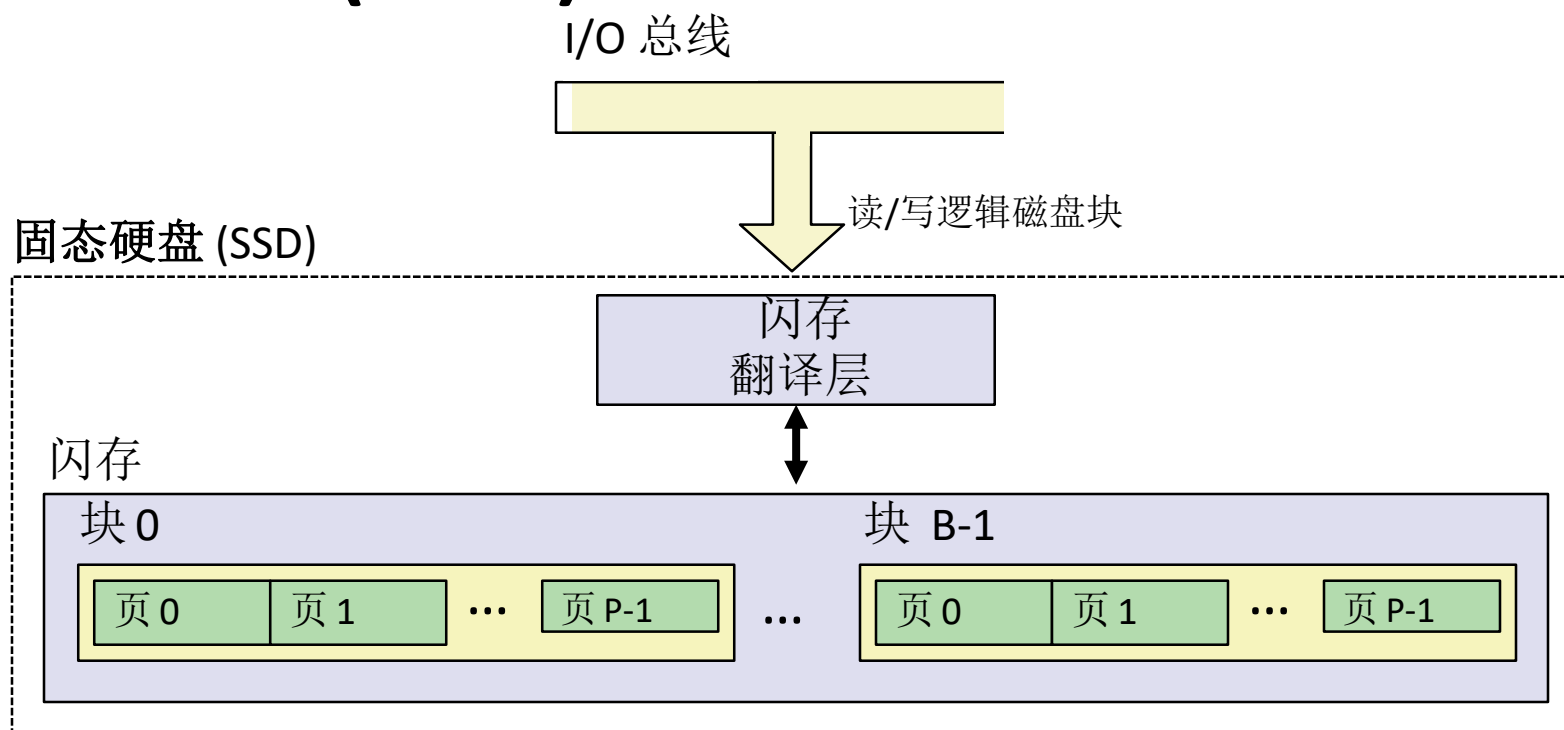 I/O 总线
读/写逻辑磁盘块
固态硬盘 (SSD)
闪存
翻译层
闪存
块 0
块 B-1
页 0
页 1
…
页 P-1
…
页 0
页 1
…
页 P-1